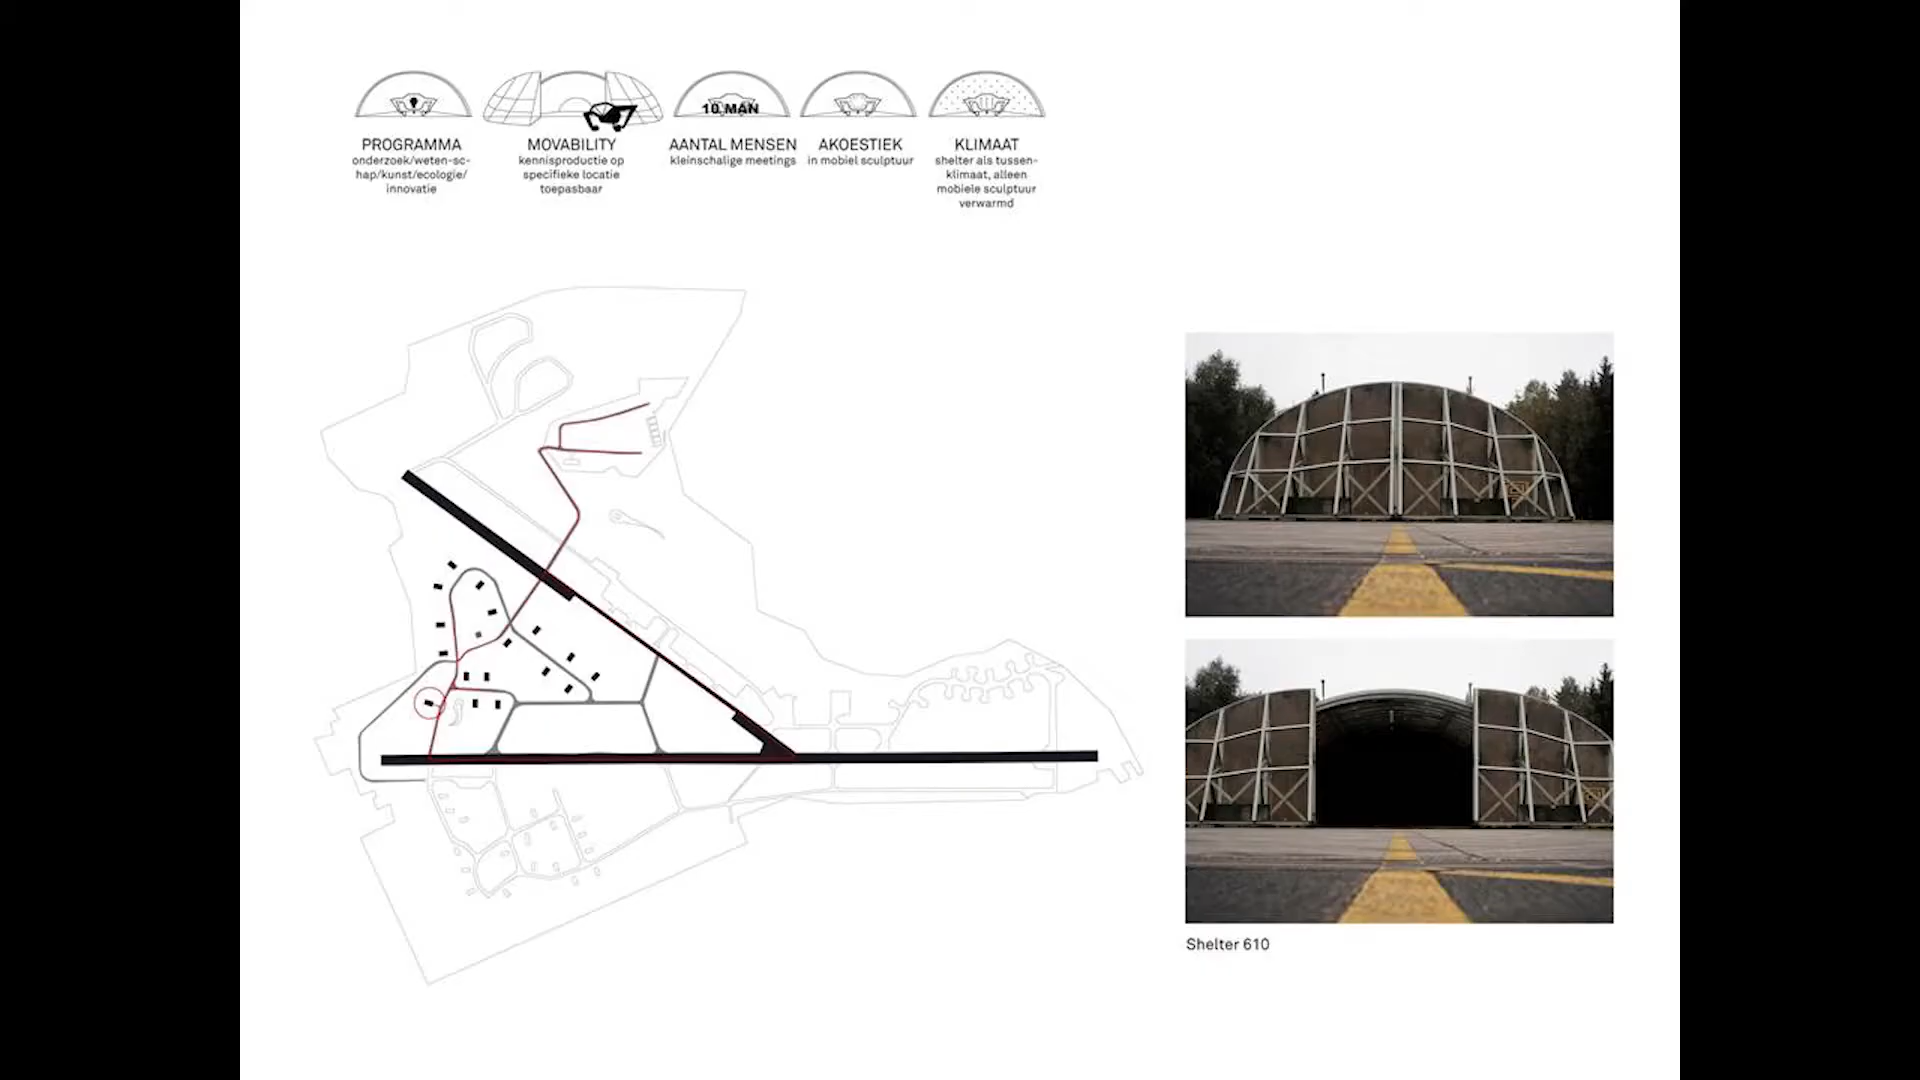 10 MAN
PROGRAMMA
onderzoek/weten-sc-
hap/kunst/ecologie/
innovatie
MOVABILITY
kennisproductie op
specifieke locatie
toepasbaar
AANTAL MENSEN
kleinschalige meetings
AKOESTIEK
in mobiel sculptuur
KLIMAAT
shelter als tussen-
klimaat, alleen
mobiele sculptuur
verwarmd
Shelter 610